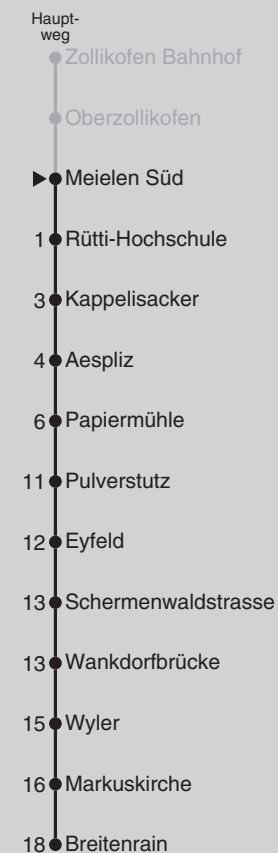 Haupt-
weg
Zollikofen Bahnhof
Oberzollikofen
Meielen Süd
1 Rütti-Hochschule
3 Kappelisacker
4 Aespliz
6 Papiermühle
11 Pulverstutz
12 Eyfeld
13 Schermenwaldstrasse
13 Wankdorfbrücke
15 Wyler
16 Markuskirche
18 Breitenrain